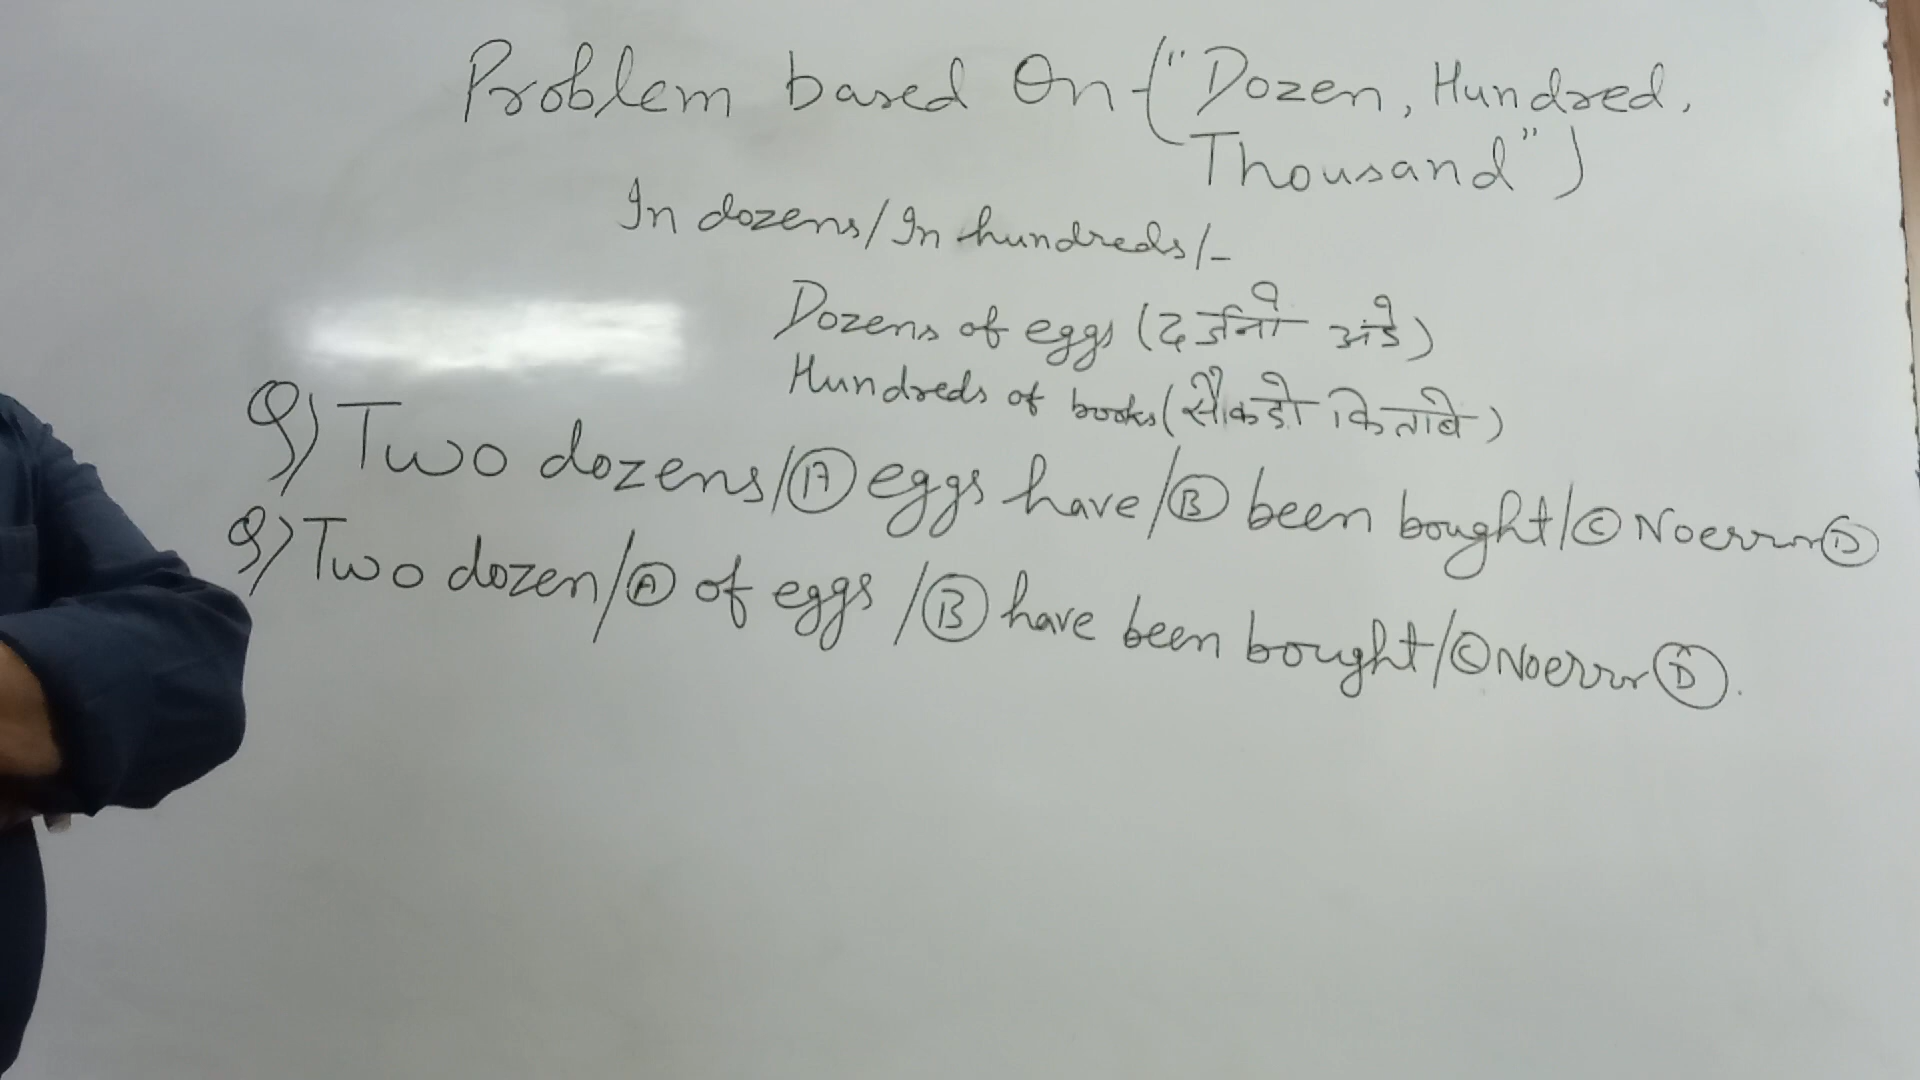 Problem based On ("Dozen, Hundred,
Thousand")
In dozens/In hundreds/-
Dozens of eggs (दर्जनो अंडे)
Hundreds of books (सैंकडो किताबे)
Q) Two dozens/Ⓐ eggs have/Ⓑ been bought/Ⓒ No error Ⓓ
Q) Two dozen/Ⓐ of eggs /Ⓑ have been bought/Ⓒ No error Ⓓ.